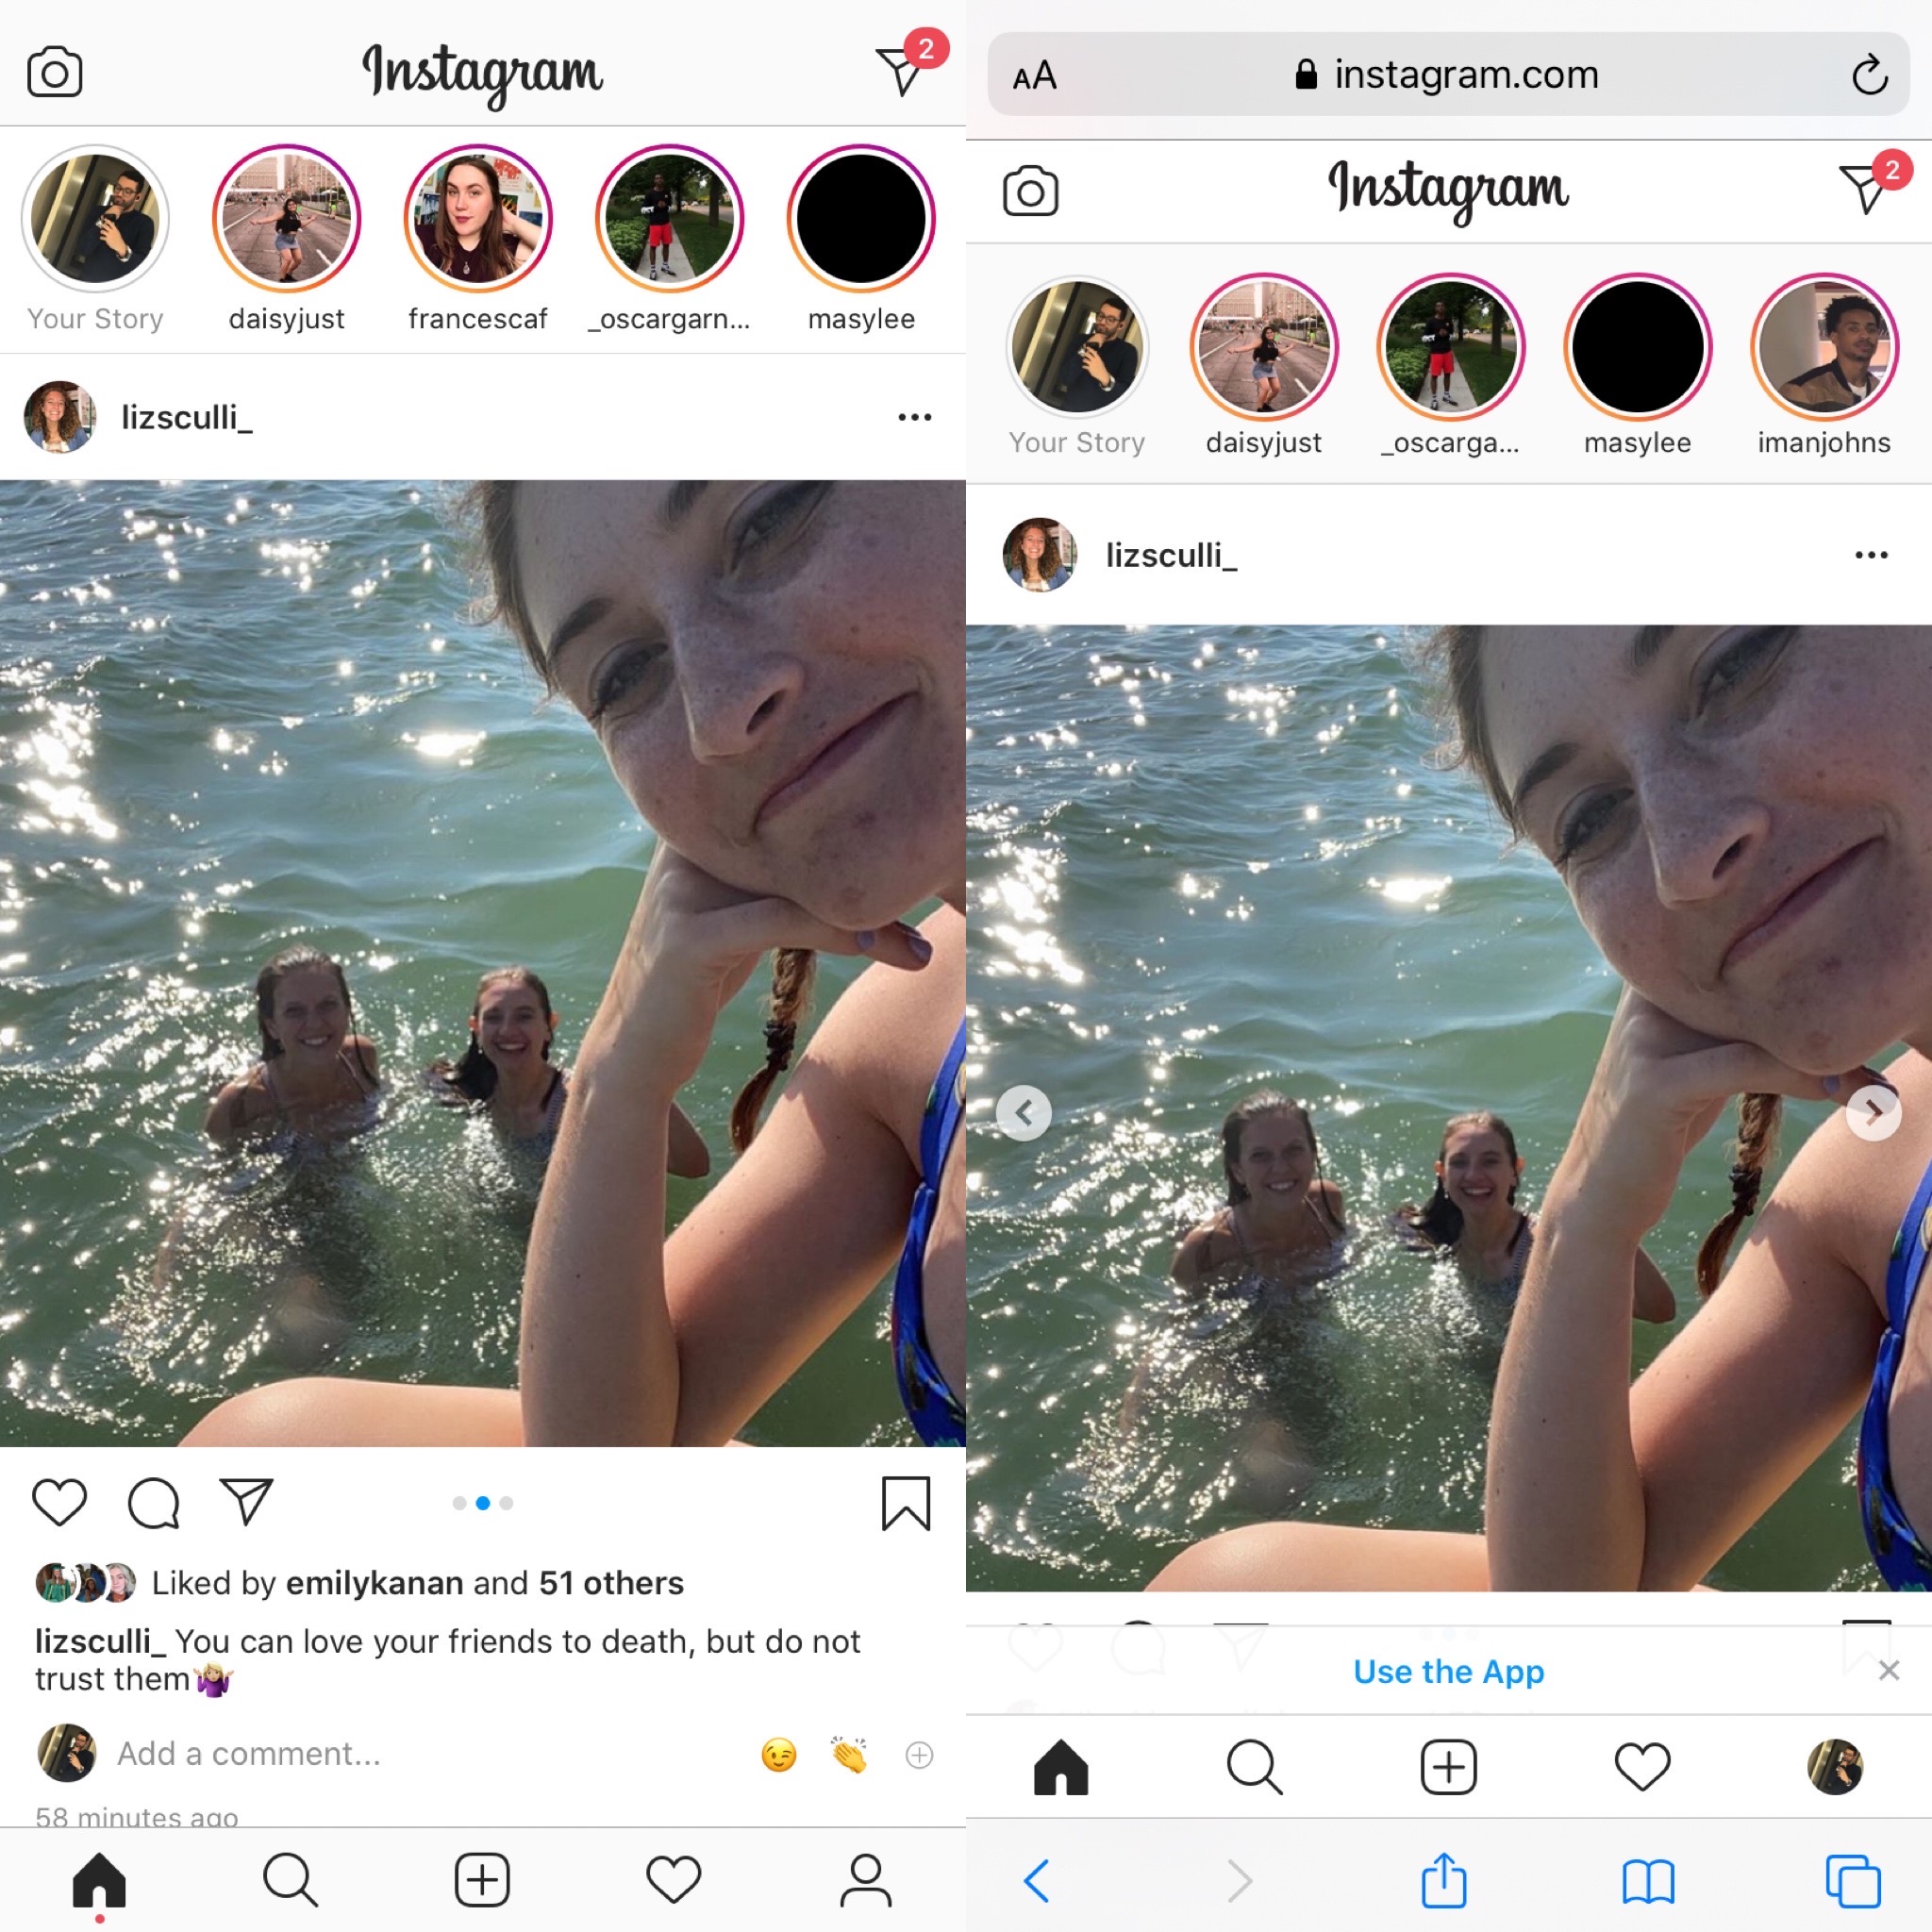 Instagram
2
Your Story
daisyjust
francescaf
_oscargarn...
masylee
lizsculli_
Liked by emilykanan and 51 others
lizsculli_ You can love your friends to death, but do not
trust them🤷🏼‍♀️
Add a comment...
58 minutes ago
AA
instagram.com
Instagram
2
Your Story
daisyjust
_oscarga...
masylee
imanjohns
lizsculli_
Use the App